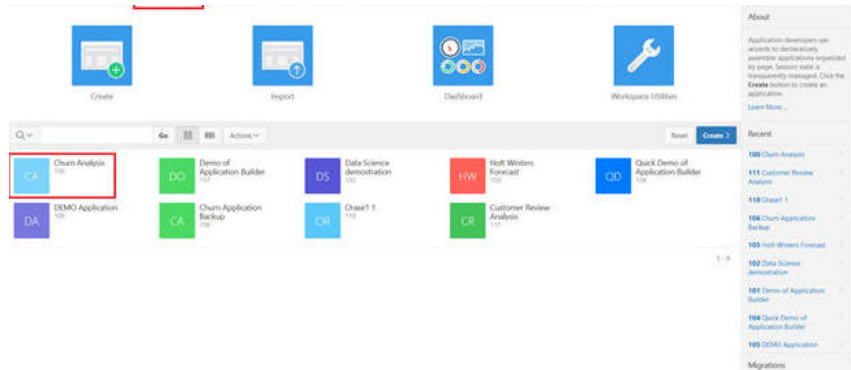 About
Application developers use
wizards to declaratively
assemble applications organized
by page. Session state is
transparently managed. Click the
Create button to create an
application.
Learn More...
Create
Import
Dashboard
Workspace Utilities
Go
Actions
Reset
Create >
Recent
CA
Churn Analysis
100
DO
Demo of
Application Builder
101
DS
Data Science
demostration
102
HW
Holt Winters
Forecast
103
QD
Quick Demo of
Application Builder
104
DA
DEMO Application
105
CA
Churn Application
Backup
106
OR
Orase1 1
110
CR
Customer Review
Analysis
111
1 - 9
100 Churn Analysis
111 Customer Review
Analysis
110 Orase1 1
106 Churn Application
Backup
103 Holt Winters Forecast
102 Data Science
demostration
101 Demo of Application
Builder
104 Quick Demo of
Application Builder
105 DEMO Application
Migrations